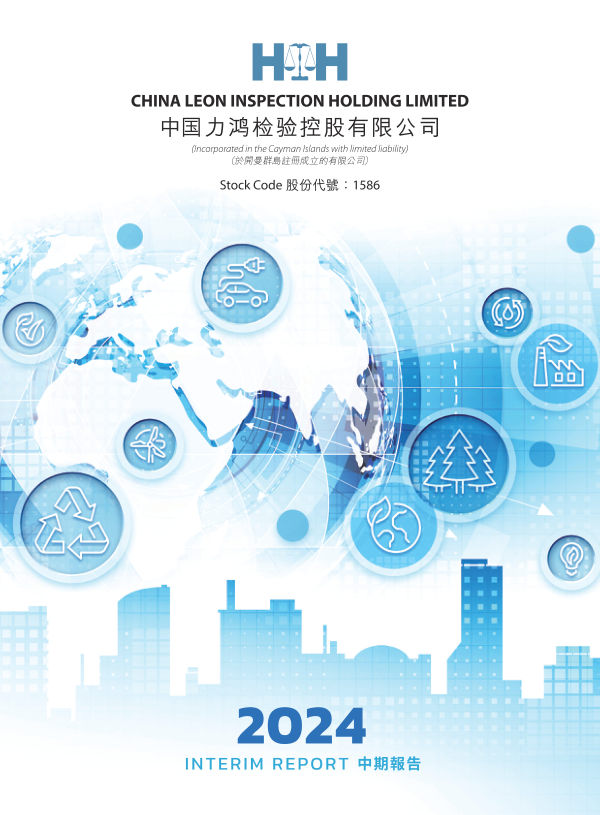 HH
CHINA LEON INSPECTION HOLDING LIMITED
中国力鸿检验控股有限公司
(Incorporated in the Cayman Islands with limited liability)
（於開曼群島註冊成立的有限公司）
Stock Code 股份代號：1586
2024
INTERIM REPORT 中期報告